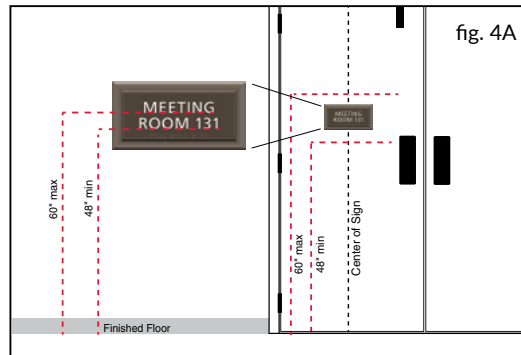 fig. 4A
MEETING
ROOM 131
MEETING
ROOM 131
60" max
48" min
60" max
48" min
Center of Sign
Finished Floor